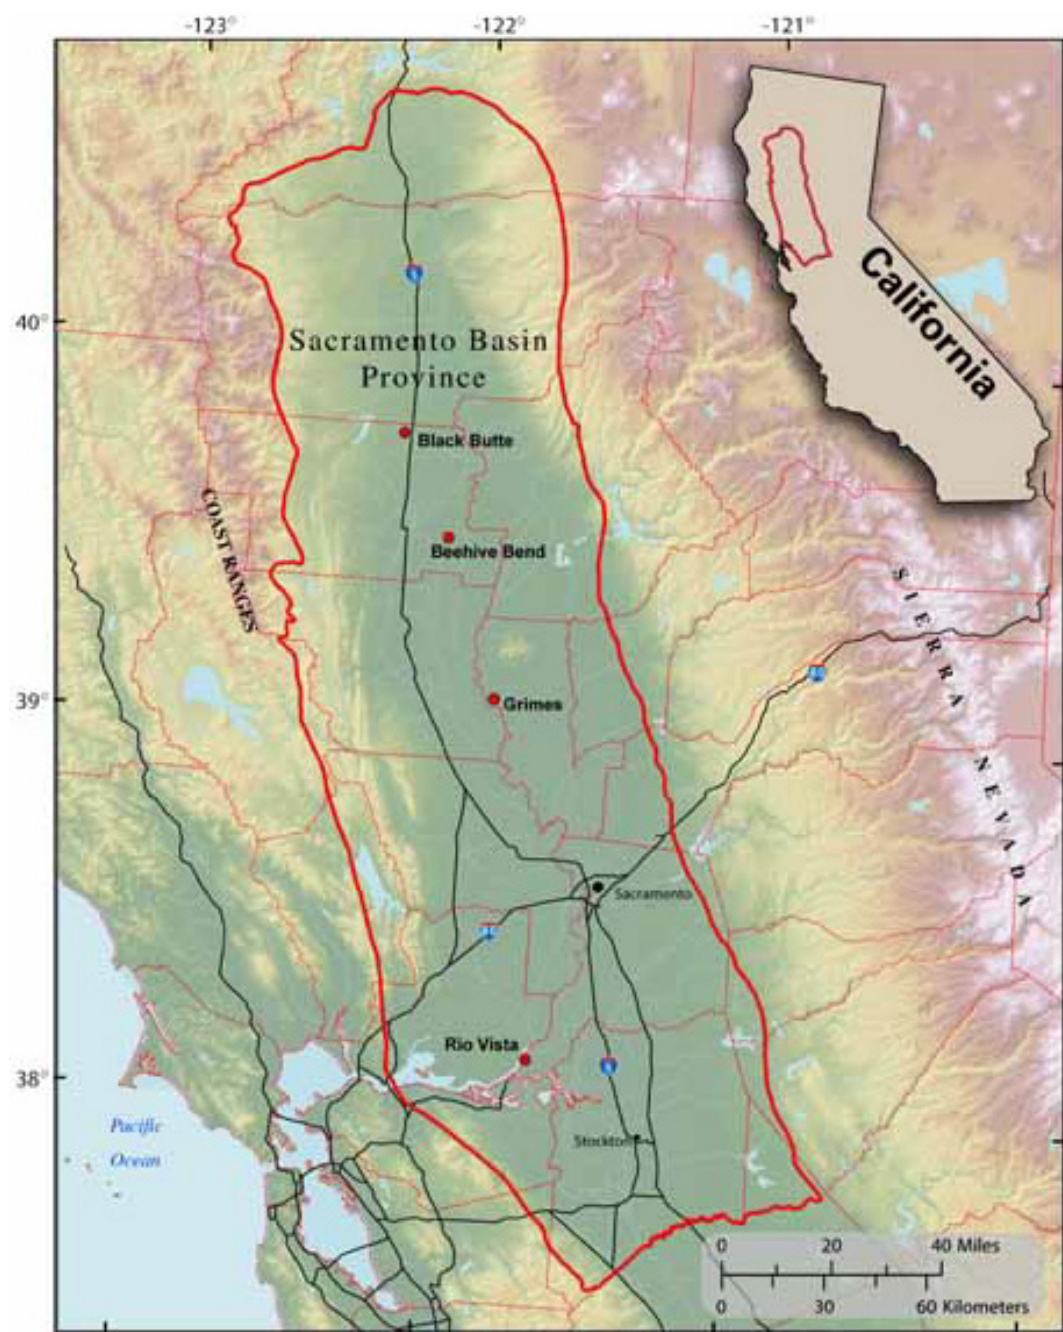 -123° -122° -121°
California
40°
Sacramento Basin
Province
Black Butte
COAST RANGES
Beehive Bend
SIERRA NEVADA
39°
Grimes
Sacramento
Rio Vista
38°
Stockton
Pacific
Ocean
0 20 40 Miles
0 30 60 Kilometers